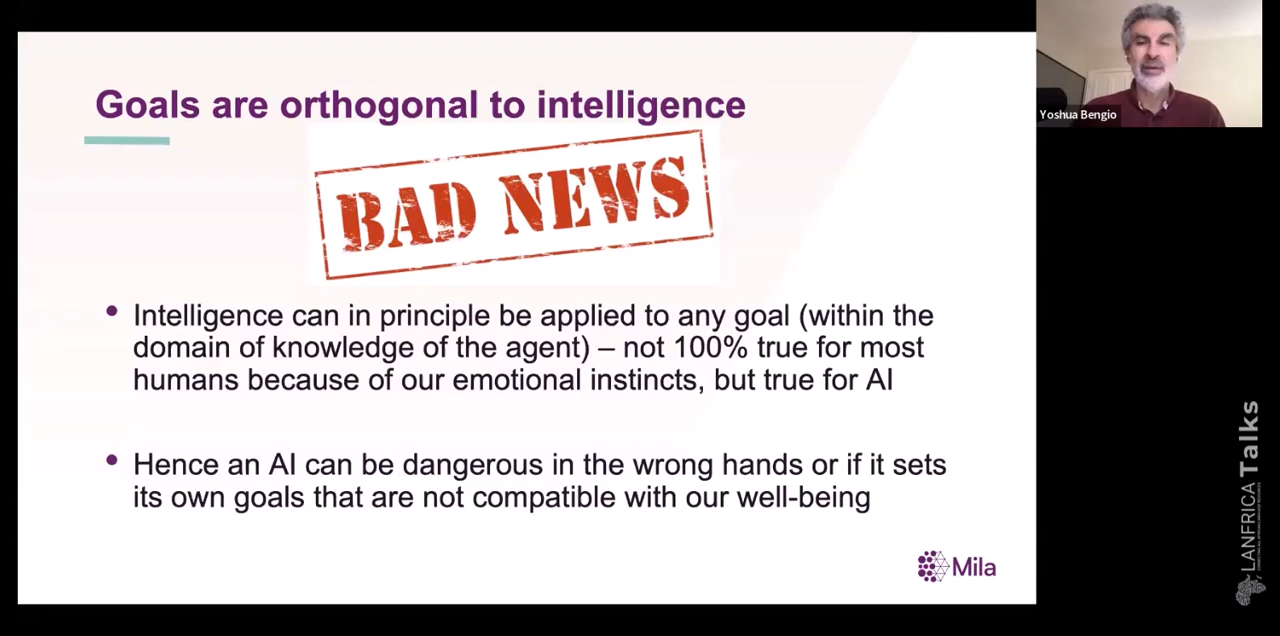 Goals are orthogonal to intelligence
BAD NEWS
• Intelligence can in principle be applied to any goal (within the
domain of knowledge of the agent) – not 100% true for most
humans because of our emotional instincts, but true for AI
• Hence an AI can be dangerous in the wrong hands or if it sets
its own goals that are not compatible with our well-being
Mila
Yoshua Bengio
LANFRICA Talks